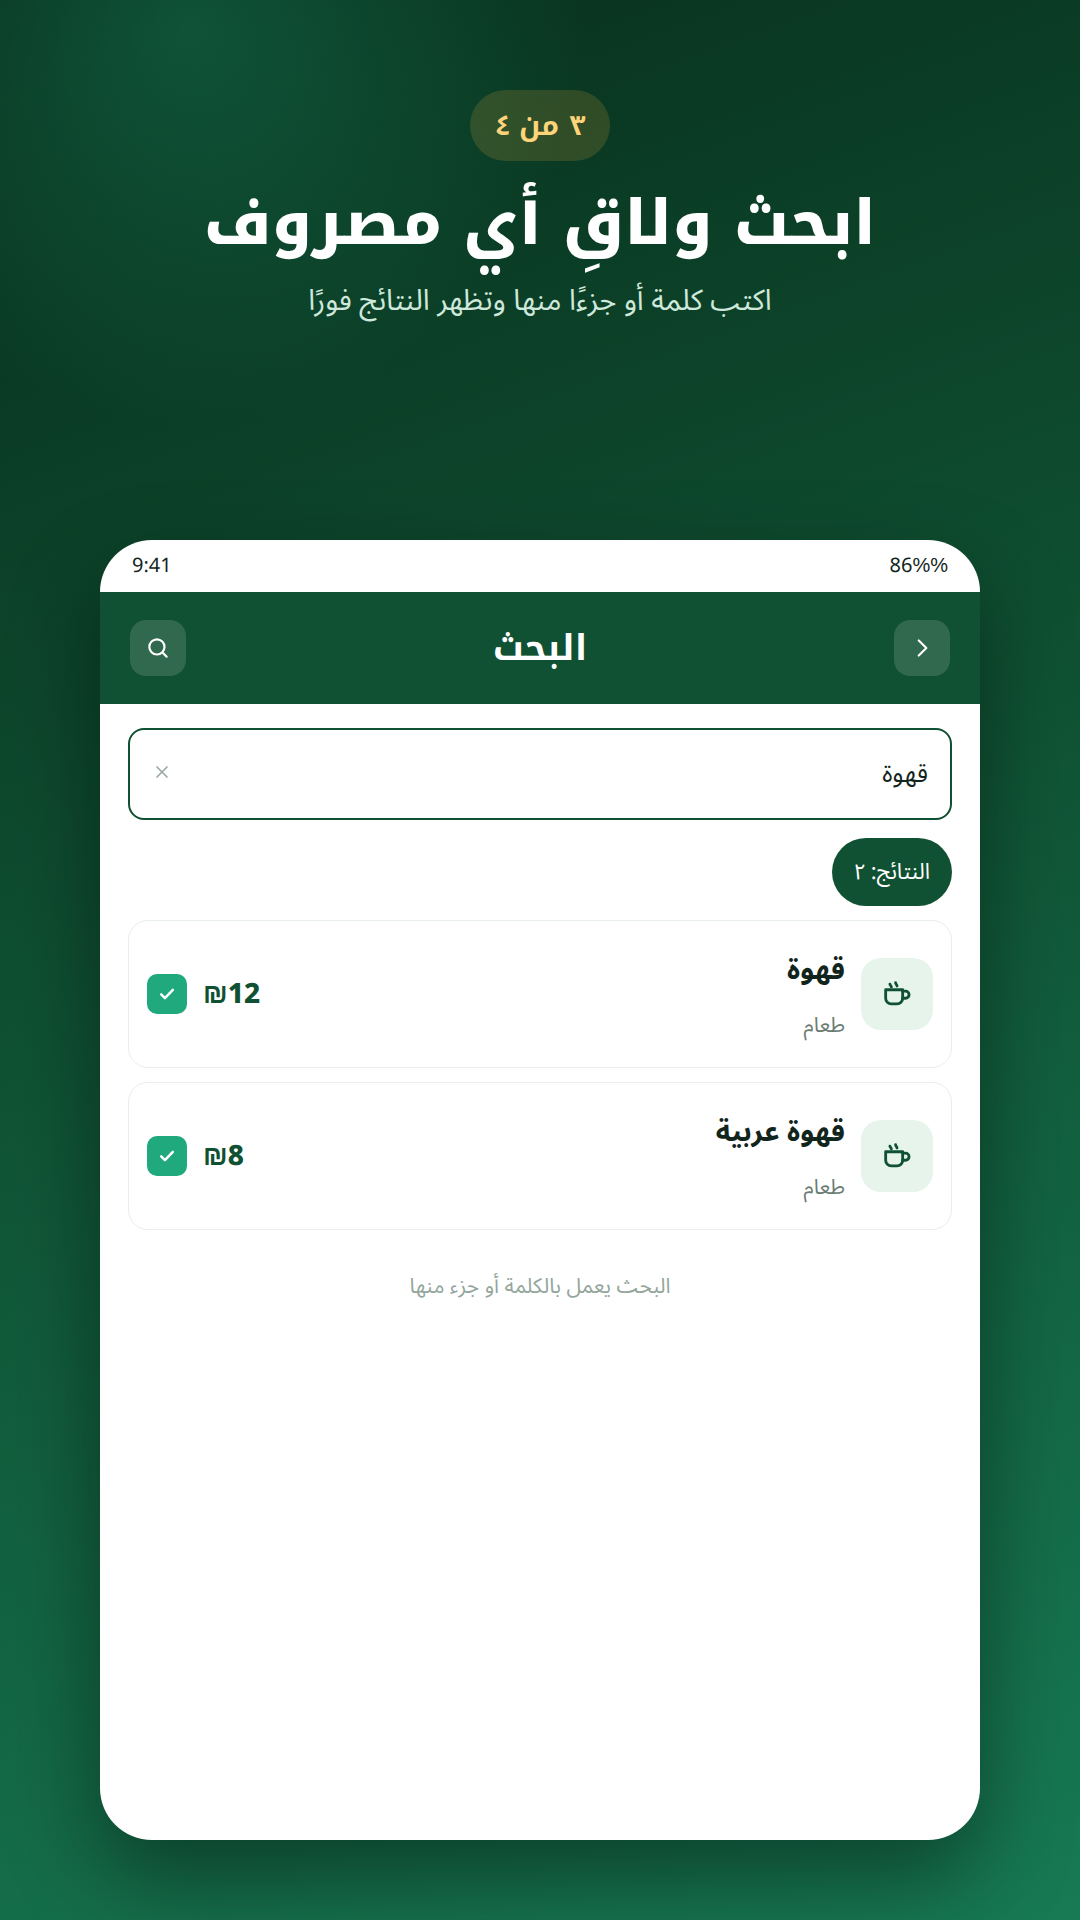 ٣ من ٤
ابحث ولاقِ أي مصروف
اكتب كلمة أو جزءًا منها وتظهر النتائج فورًا
9:41
86%%
البحث
قهوة
النتائج: ٢
قهوة
طعام
₪12
قهوة عربية
طعام
₪8
البحث يعمل بالكلمة أو جزء منها